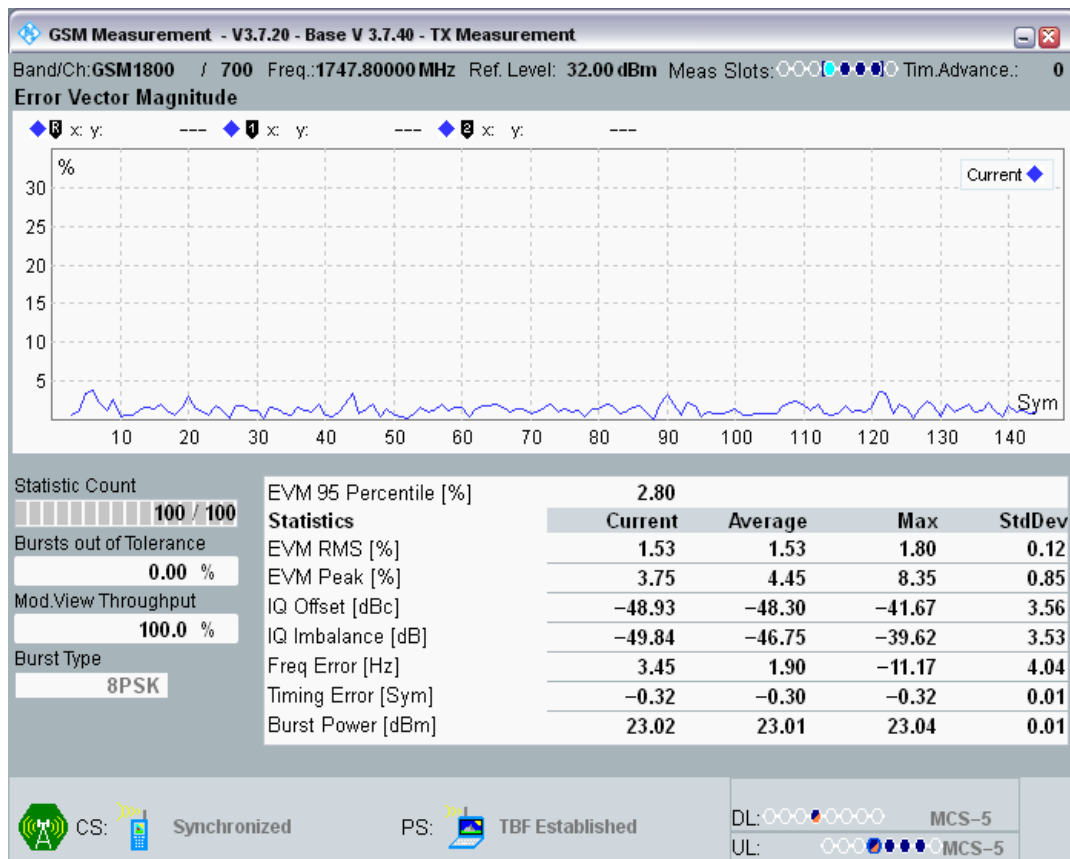 GSM Measurement - V3.7.20 - Base V 3.7.40 - TX Measurement
Band/Ch:GSM1800 / 700 Freq.:1747.80000 MHz Ref. Level: 32.00 dBm Meas Slots: Tim.Advance.: 0
Error Vector Magnitude
R x: y: --- 1 x: y: --- 2 x: y: ---
%
Current
30
25
20
15
10
5
Sym
10 20 30 40 50 60 70 80 90 100 110 120 130 140
Statistic Count
100 / 100
Bursts out of Tolerance
0.00 %
Mod.View Throughput
100.0 %
Burst Type
8PSK
EVM 95 Percentile [%] 2.80
Statistics Current Average Max StdDev
EVM RMS [%] 1.53 1.53 1.80 0.12
EVM Peak [%] 3.75 4.45 8.35 0.85
IQ Offset [dBc] −48.93 −48.30 −41.67 3.56
IQ Imbalance [dB] −49.84 −46.75 −39.62 3.53
Freq Error [Hz] 3.45 1.90 −11.17 4.04
Timing Error [Sym] −0.32 −0.30 −0.32 0.01
Burst Power [dBm] 23.02 23.01 23.04 0.01
CS: Synchronized PS: TBF Established
DL: MCS−5
UL: MCS−5